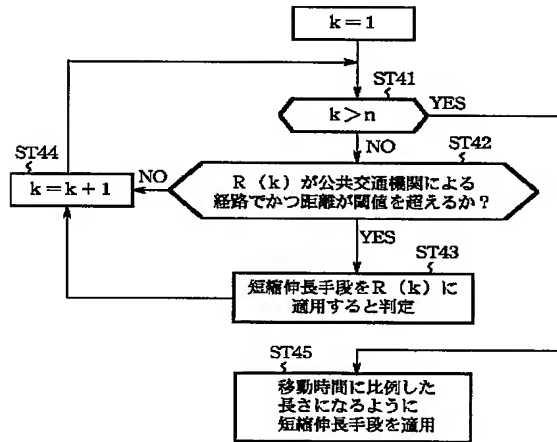 k=1
ST41
k>n
YES
NO
ST42
R(k)が公共交通機関による
経路でかつ距離が閾値を超えるか?
NO
ST44
k=k+1
YES
ST43
短縮伸長手段をR(k)に
適用すると判定
ST45
移動時間に比例した
長さになるように
短縮伸長手段を適用